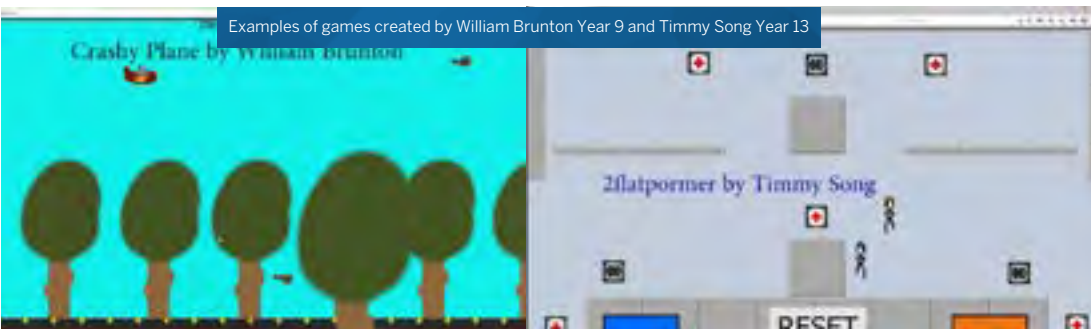 Examples of games created by William Brunton Year 9 and Timmy Song Year 13
Crashy Plane by William Brunton
2flatpormer by Timmy Song
RESET